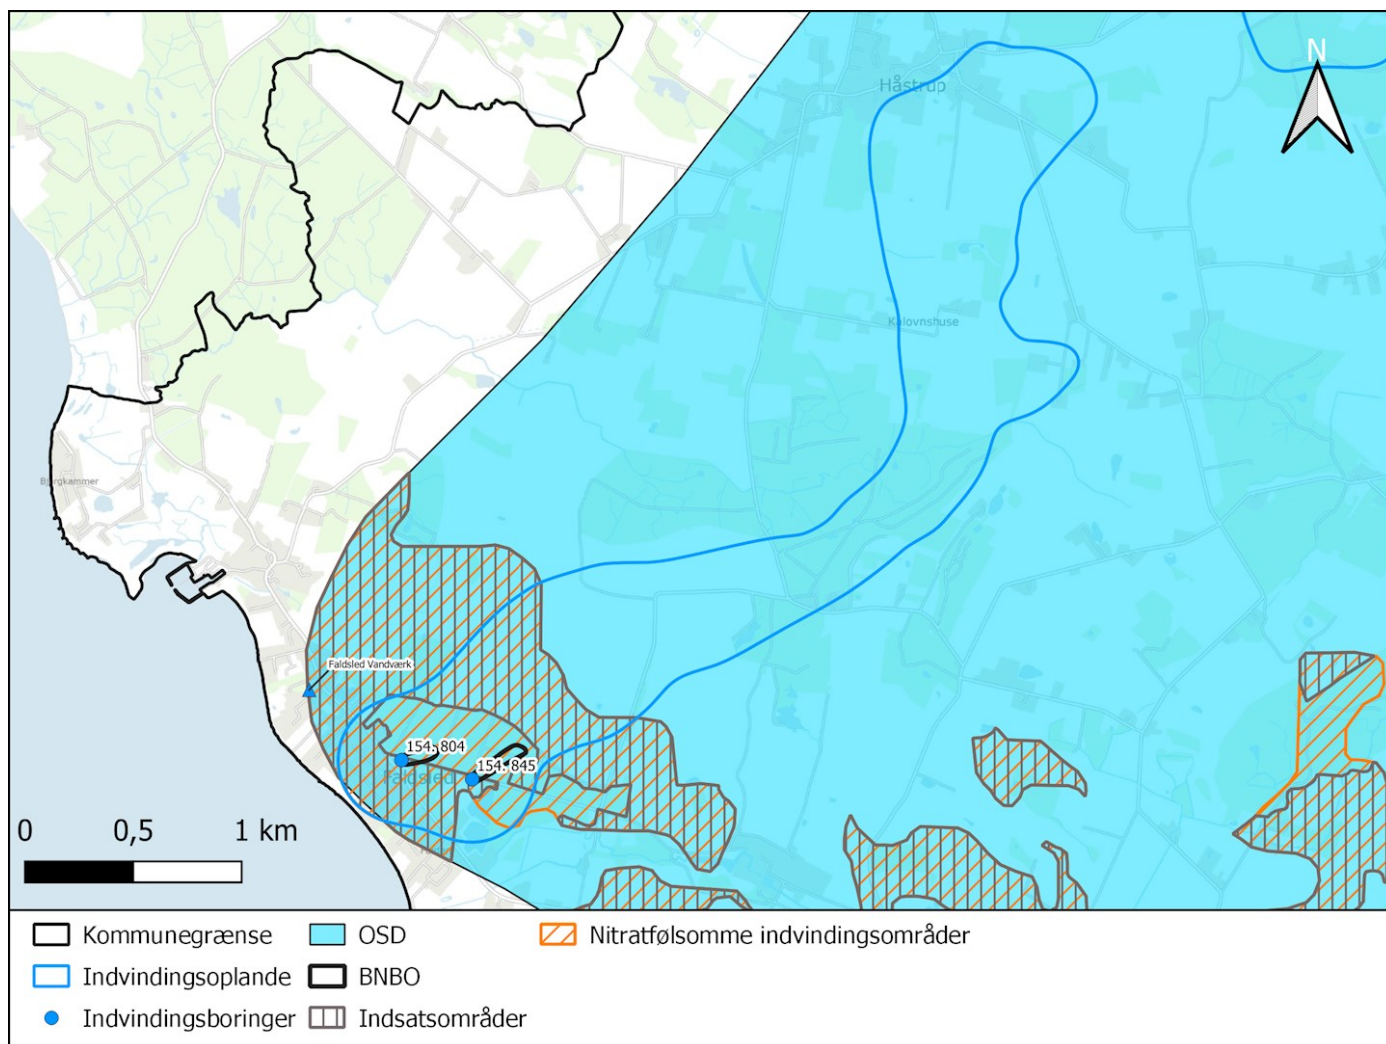 N
Håstrup
Kalovnshuse
Bjergkammer
Faldsled Vandværk
154. 804
154. 845
Faldsled
0 0,5 1 km
Kommunegrænse OSD Nitratfølsomme indvindingsområder
Indvindingsoplande BNBO
Indvindingsboringer Indsatsområder